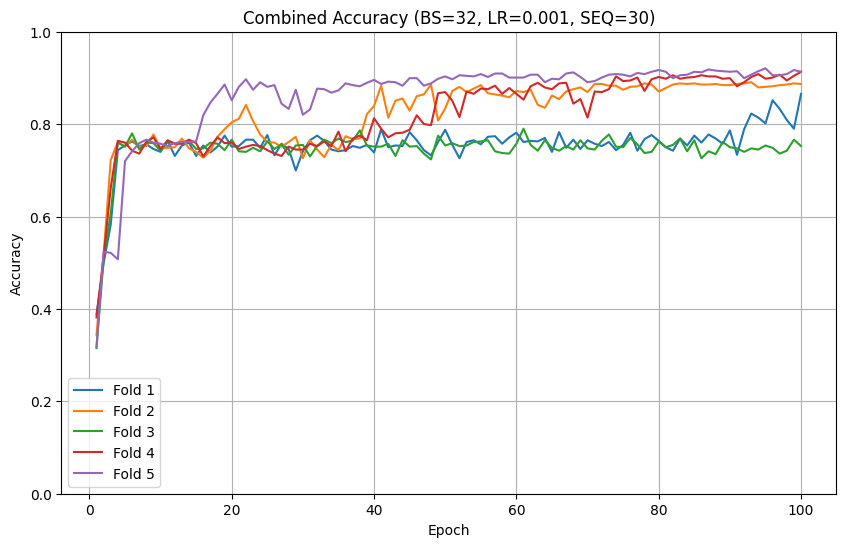 Combined Accuracy (BS=32, LR=0.001, SEQ=30)
1.0
0.8
0.6
0.4
0.2
0.0
Accuracy
Fold 1
Fold 2
Fold 3
Fold 4
Fold 5
0 20 40 60 80 100
Epoch